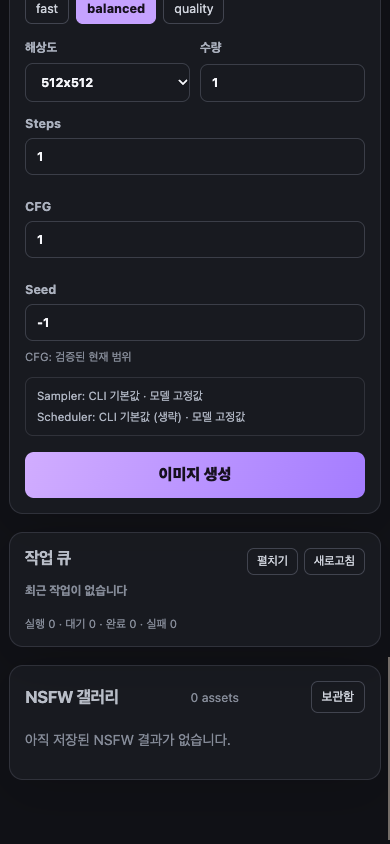 fast balanced quality
해상도 수량
512x512 1
Steps
1
CFG
1
Seed
-1
CFG: 검증된 현재 범위
Sampler: CLI 기본값 · 모델 고정값
Scheduler: CLI 기본값 (생략) · 모델 고정값
이미지 생성
작업 큐 펼치기 새로고침
최근 작업이 없습니다
실행 0 · 대기 0 · 완료 0 · 실패 0
NSFW 갤러리 0 assets 보관함
아직 저장된 NSFW 결과가 없습니다.